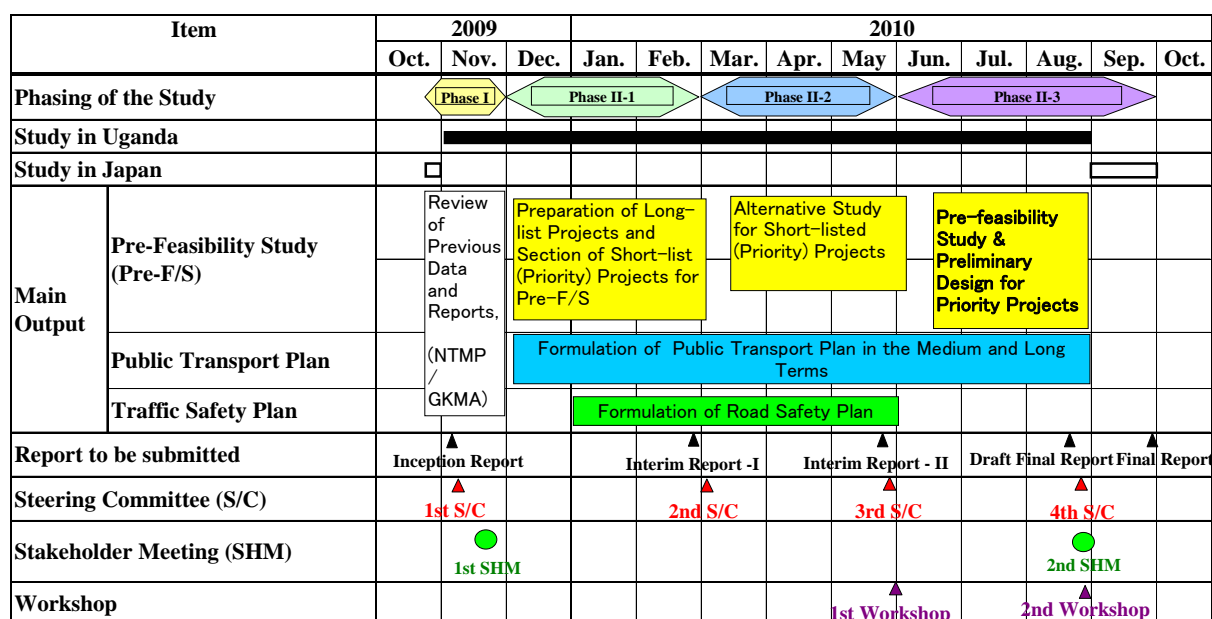 Item
2009
2010
Oct. Nov. Dec. Jan. Feb. Mar. Apr. May Jun. Jul. Aug. Sep. Oct.
Phasing of the Study
Phase I
Phase II-1
Phase II-2
Phase II-3
Study in Uganda
Study in Japan
Main
Output
Pre-Feasibility Study
(Pre-F/S)
Review
of
Previous
Data
and
Reports,
(NTMP
/
GKMA)
Preparation of Long-
list Projects and
Section of Short-list
(Priority) Projects for
Pre-F/S
Alternative Study
for Short-listed
(Priority) Projects
Pre-feasibility
Study &
Preliminary
Design for
Priority Projects
Public Transport Plan
Formulation of Public Transport Plan in the Medium and Long
Terms
Traffic Safety Plan
Formulation of Road Safety Plan
Report to be submitted
Inception Report
Interim Report -I
Interim Report - II
Draft Final Report
Final Report
Steering Committee (S/C)
1st S/C
2nd S/C
3rd S/C
4th S/C
Stakeholder Meeting (SHM)
1st SHM
2nd SHM
Workshop
1st Workshop
2nd Workshop